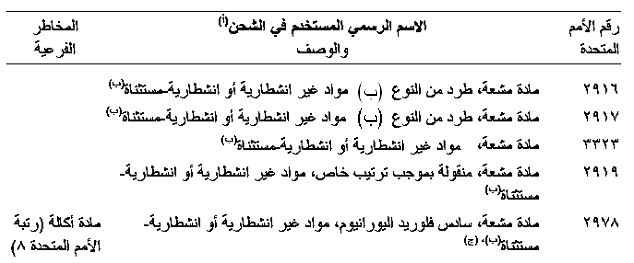 رقم الأمم الاسم الرسمي المستخدم في الشحن(أ) المخاطر
المتحدة والوصف الفرعية
٢٩١٦ مادة مشعة، طرد من النوع (ب) مواد غير انشطارية أو انشطارية-مستثناة(ب)
٢٩١٧ مادة مشعة، طرد من النوع (ب) مواد غير انشطارية أو انشطارية-مستثناة(ب)
٣٣٢٣ مادة مشعة، مواد غير انشطارية أو انشطارية-مستثناة(ب)
٢٩١٩ مادة مشعة، منقولة بموجب ترتيب خاص، مواد غير انشطارية أو انشطارية-
مستثناة(ب)
٢٩٧٨ مادة مشعة، سادس فلوريد اليورانيوم، مواد غير انشطارية أو انشطارية- مادة أكالة (رتبة
مستثناة(ب)، (ج) الأمم المتحدة ٨)